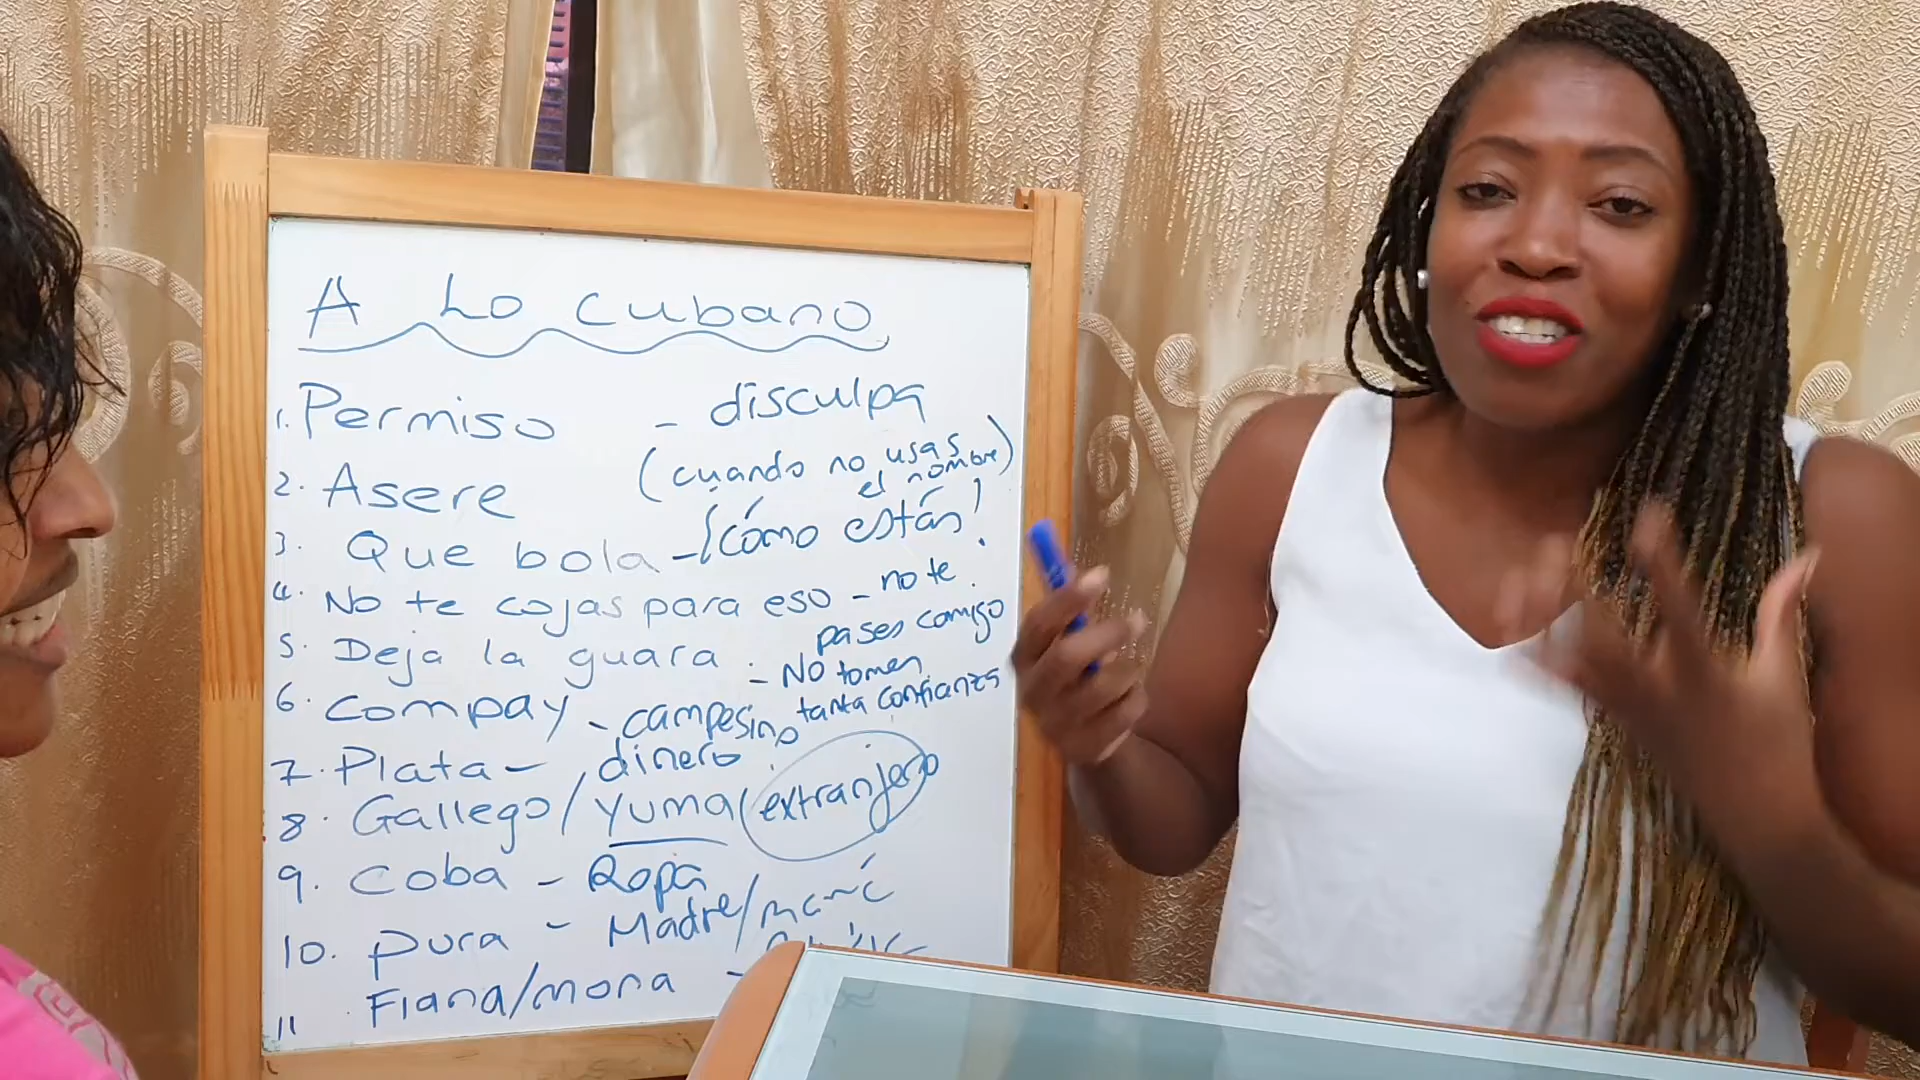 A Lo cubano
1. Permiso - disculpa
2. Asere (cuando no usas el nombre)
3. Que bola - ¿cómo estás?
4. No te cojas para eso - no te pases comigo
5. Deja la guara - No tomen tanta confianza
6. compay - campesino
7. Plata - dinero
8. Gallego/yuma (extranjero)
9. coba - Ropa
10. pura - Madre/mamá
11 Fiana/mona -